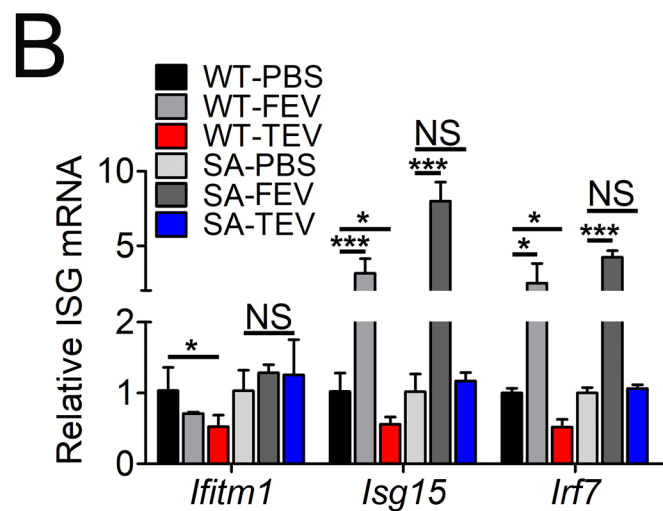 B
WT-PBS
WT-FEV
WT-TEV
SA-PBS
SA-FEV
SA-TEV
Relative ISG mRNA
10
5
2
1
0
*
NS
***
*
***
NS
*
*
***
NS
Ifitm1 Isg15 Irf7